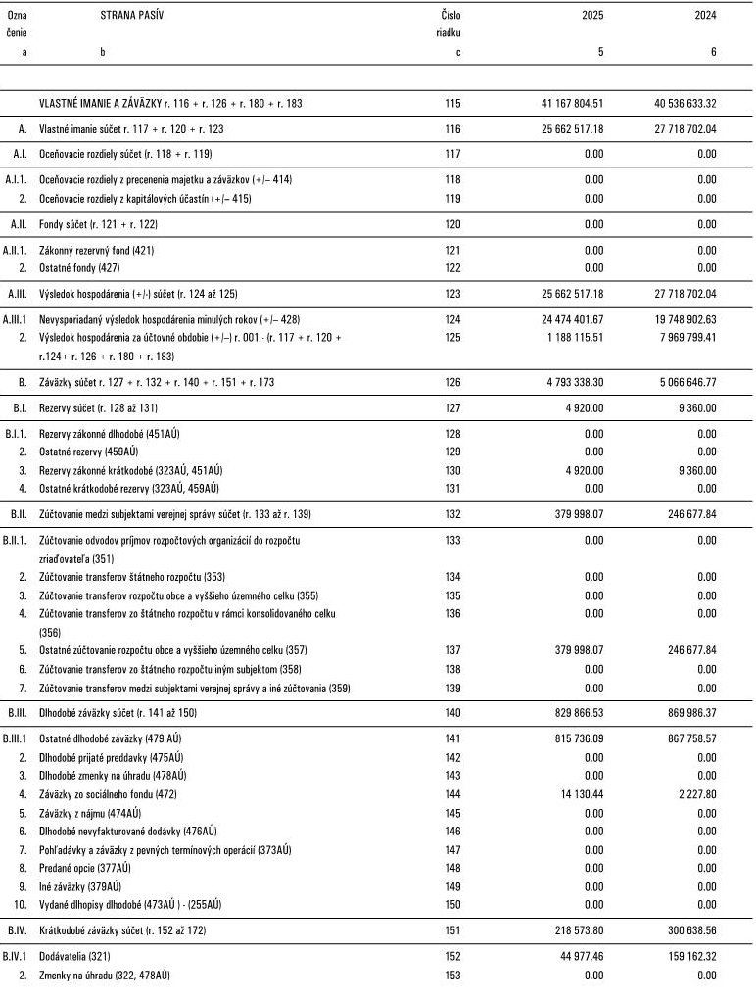 Ozna STRANA PASÍV Číslo 2025 2024
čenie riadku
a b c 5 6
VLASTNÉ IMANIE A ZÁVÄZKY r. 116 + r. 126 + r. 180 + r. 183 115 41 167 804.51 40 536 633.32
A. Vlastné imanie súčet r. 117 + r. 120 + r. 123 116 25 662 517.18 27 718 702.04
A.I. Oceňovacie rozdiely súčet (r. 118 + r. 119) 117 0.00 0.00
A.I.1. Oceňovacie rozdiely z precenenia majetku a záväzkov (+/– 414) 118 0.00 0.00
2. Oceňovacie rozdiely z kapitálových účastín (+/– 415) 119 0.00 0.00
A.II. Fondy súčet (r. 121 + r. 122) 120 0.00 0.00
A.II.1. Zákonný rezervný fond (421) 121 0.00 0.00
2. Ostatné fondy (427) 122 0.00 0.00
A.III. Výsledok hospodárenia (+/-) súčet (r. 124 až 125) 123 25 662 517.18 27 718 702.04
A.III.1 Nevysporiadaný výsledok hospodárenia minulých rokov (+/– 428) 124 24 474 401.67 19 748 902.63
2. Výsledok hospodárenia za účtovné obdobie (+/–) r. 001 - (r. 117 + r. 120 + 125 1 188 115.51 7 969 799.41
r.124+ r. 126 + r. 180 + r. 183)
B. Záväzky súčet r. 127 + r. 132 + r. 140 + r. 151 + r. 173 126 4 793 338.30 5 066 646.77
B.I. Rezervy súčet (r. 128 až 131) 127 4 920.00 9 360.00
B.I.1. Rezervy zákonné dlhodobé (451AÚ) 128 0.00 0.00
2. Ostatné rezervy (459AÚ) 129 0.00 0.00
3. Rezervy zákonné krátkodobé (323AÚ, 451AÚ) 130 4 920.00 9 360.00
4. Ostatné krátkodobé rezervy (323AÚ, 459AÚ) 131 0.00 0.00
B.II. Zúčtovanie medzi subjektami verejnej správy súčet (r. 133 až r. 139) 132 379 998.07 246 677.84
B.II.1. Zúčtovanie odvodov príjmov rozpočtových organizácií do rozpočtu 133 0.00 0.00
zriaďovateľa (351)
2. Zúčtovanie transferov štátneho rozpočtu (353) 134 0.00 0.00
3. Zúčtovanie transferov rozpočtu obce a vyššieho územného celku (355) 135 0.00 0.00
4. Zúčtovanie transferov zo štátneho rozpočtu v rámci konsolidovaného celku 136 0.00 0.00
(356)
5. Ostatné zúčtovanie rozpočtu obce a vyššieho územného celku (357) 137 379 998.07 246 677.84
6. Zúčtovanie transferov zo štátneho rozpočtu iným subjektom (358) 138 0.00 0.00
7. Zúčtovanie transferov medzi subjektami verejnej správy a iné zúčtovania (359) 139 0.00 0.00
B.III. Dlhodobé záväzky súčet (r. 141 až 150) 140 829 866.53 869 986.37
B.III.1 Ostatné dlhodobé záväzky (479 AÚ) 141 815 736.09 867 758.57
2. Dlhodobé prijaté preddavky (475AÚ) 142 0.00 0.00
3. Dlhodobé zmenky na úhradu (478AÚ) 143 0.00 0.00
4. Záväzky zo sociálneho fondu (472) 144 14 130.44 2 227.80
5. Záväzky z nájmu (474AÚ) 145 0.00 0.00
6. Dlhodobé nevyfakturované dodávky (476AÚ) 146 0.00 0.00
7. Pohľadávky a záväzky z pevných termínových operácií (373AÚ) 147 0.00 0.00
8. Predané opcie (377AÚ) 148 0.00 0.00
9. Iné záväzky (379AÚ) 149 0.00 0.00
10. Vydané dlhopisy dlhodobé (473AÚ ) - (255AÚ) 150 0.00 0.00
B.IV. Krátkodobé záväzky súčet (r. 152 až 172) 151 218 573.80 300 638.56
B.IV.1 Dodávatelia (321) 152 44 977.46 159 162.32
2. Zmenky na úhradu (322, 478AÚ) 153 0.00 0.00